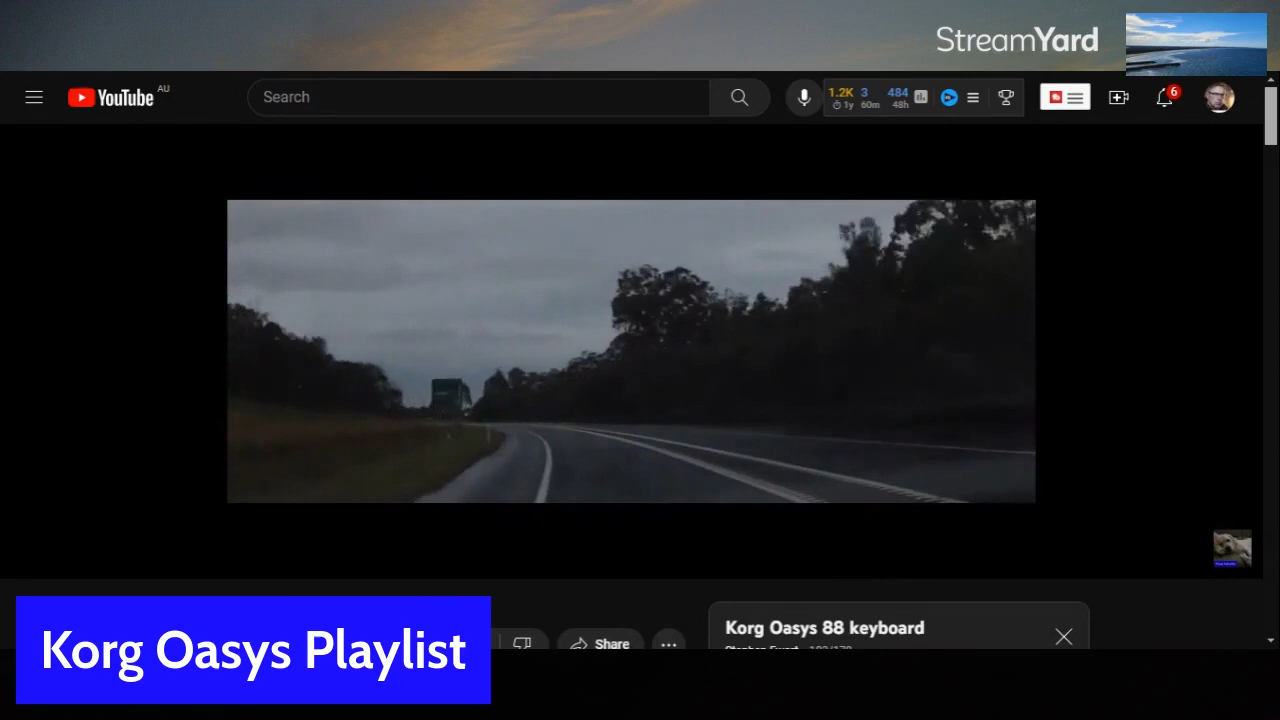 StreamYard
YouTube AU
Search
1.2K 3 484
1y 60m 48h
6
Share
Korg Oasys 88 keyboard
Korg Oasys Playlist